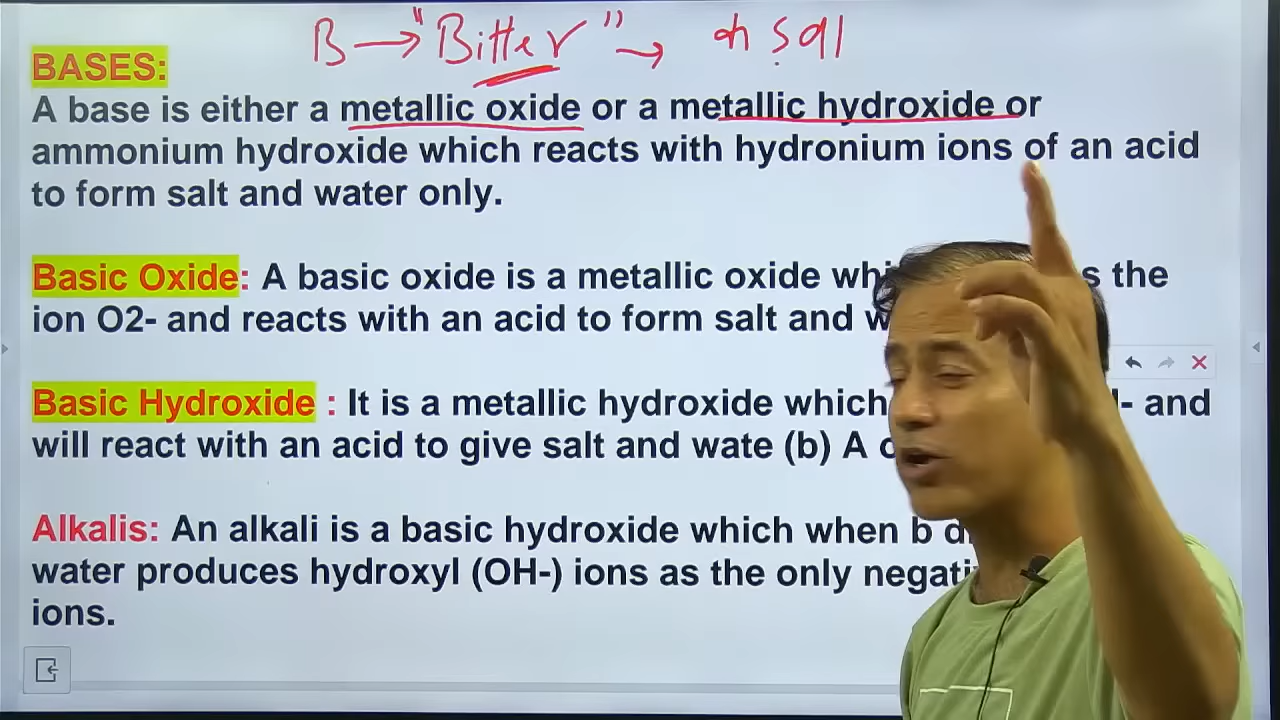 B → "Bitter" →
BASES:
A base is either a metallic oxide or a metallic hydroxide or
ammonium hydroxide which reacts with hydronium ions of an acid
to form salt and water only.
Basic Oxide: A basic oxide is a metallic oxide the
ion O2- and reacts with an acid to form salt and
Basic Hydroxide : It is a metallic hydroxide which - and
will react with an acid to give salt and wate (b) A
Alkalis: An alkali is a basic hydroxide which when b
water produces hydroxyl (OH-) ions as the only
ions.